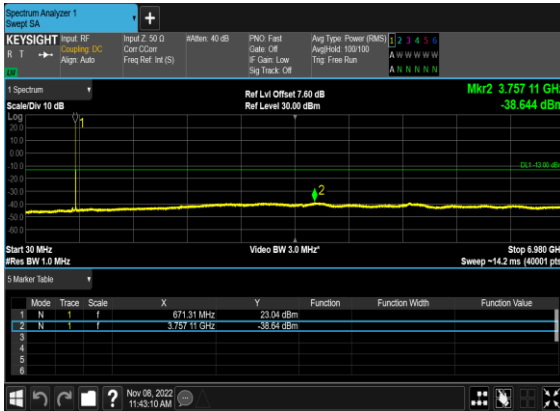 Spectrum Analyzer 1
Swept SA
+
KEYSIGHT Input: RF Input Z: 50 Ω #Atten: 40 dB PNO: Fast Avg Type: Power (RMS) 1 2 3 4 5 6
R T Coupling: DC Corr CCorr Gate: Off Avg|Hold: 100/100 A W W W W W
Align: Auto Freq Ref: Int (S) IF Gain: Low Trig: Free Run
Sig Track: Off A N N N N N
1 Spectrum Ref Lvl Offset 7.60 dB Mkr2 3.757 11 GH
Scale/Div 10 dB Ref Level 30.00 dBm -38.644 dBn
Log
20.0
10.0
0.00
-10.0
-20.0
-30.0
-40.0
-50.0
-60.0
1
DL1 -13.00 dBm
2
Start 30 MHz Video BW 3.0 MHz* Stop 6.980 GH
#Res BW 1.0 MHz Sweep ~14.2 ms (40001 pts
5 Marker Table
Mode Trace Scale X Y Function Function Width Function Value
1 N 1 f 671.31 MHz 23.04 dBm
2 N 1 f 3.757 11 GHz -38.64 dBm
3
4
5
6
? Nov 08, 2022
11:43:10 AM